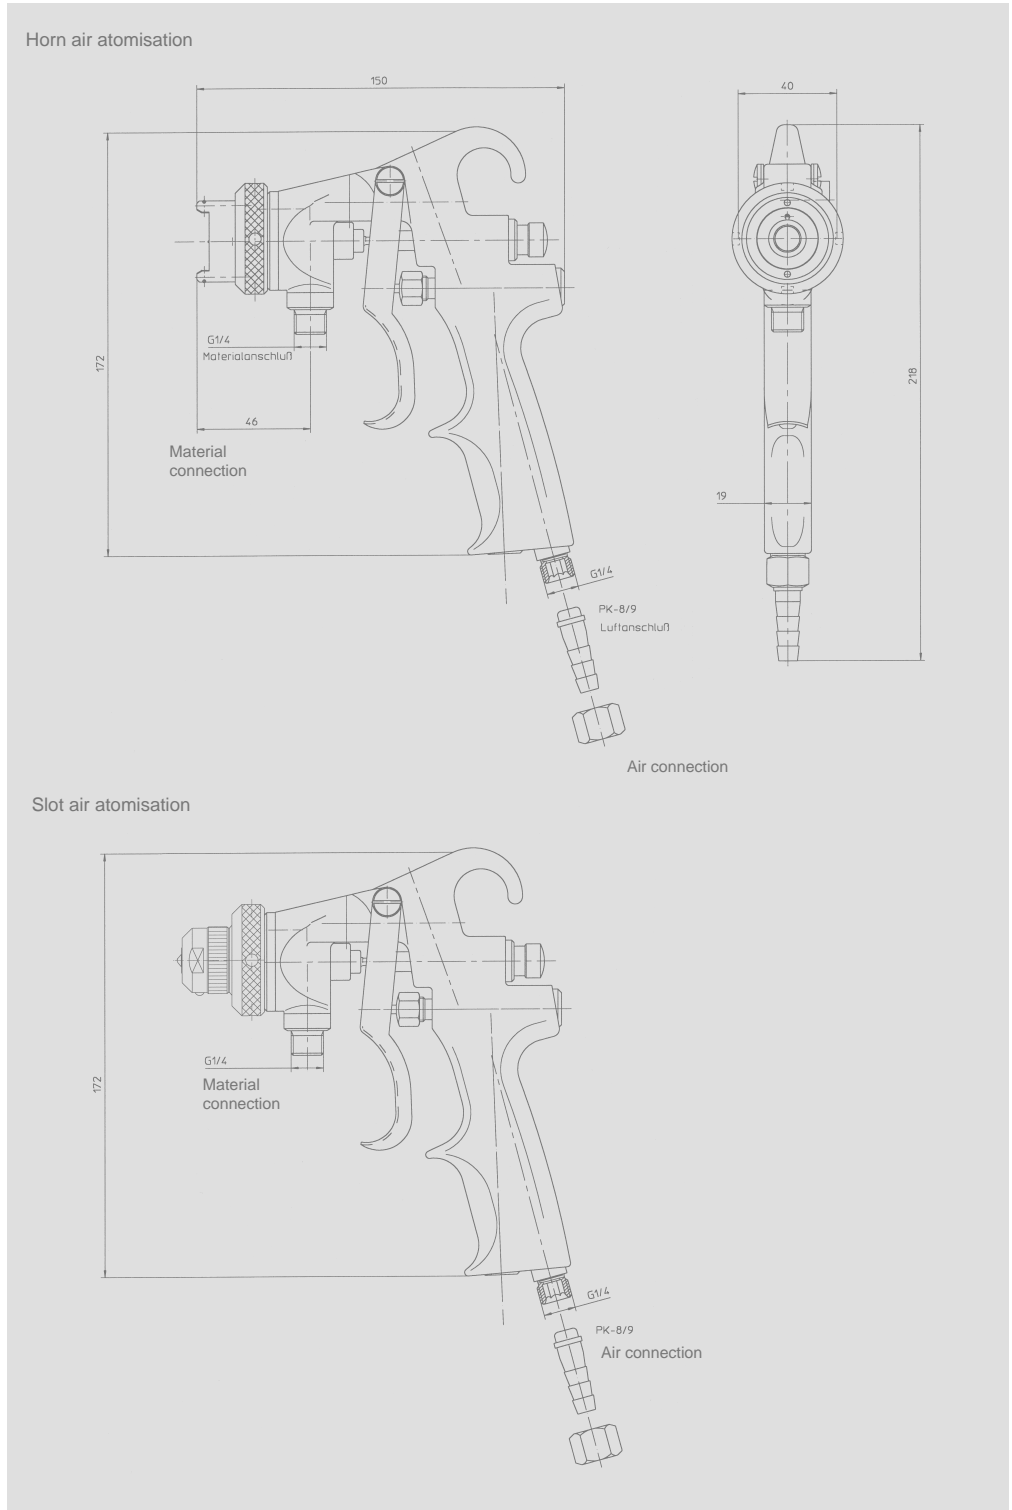 Horn air atomisation
150
40
172
218
G1/4
Materialanschluß
46
Material
connection
19
G1/4
PK-8/9
Luftanschluß
Air connection
Slot air atomisation
172
G1/4
Material
connection
G1/4
PK-8/9
Air connection